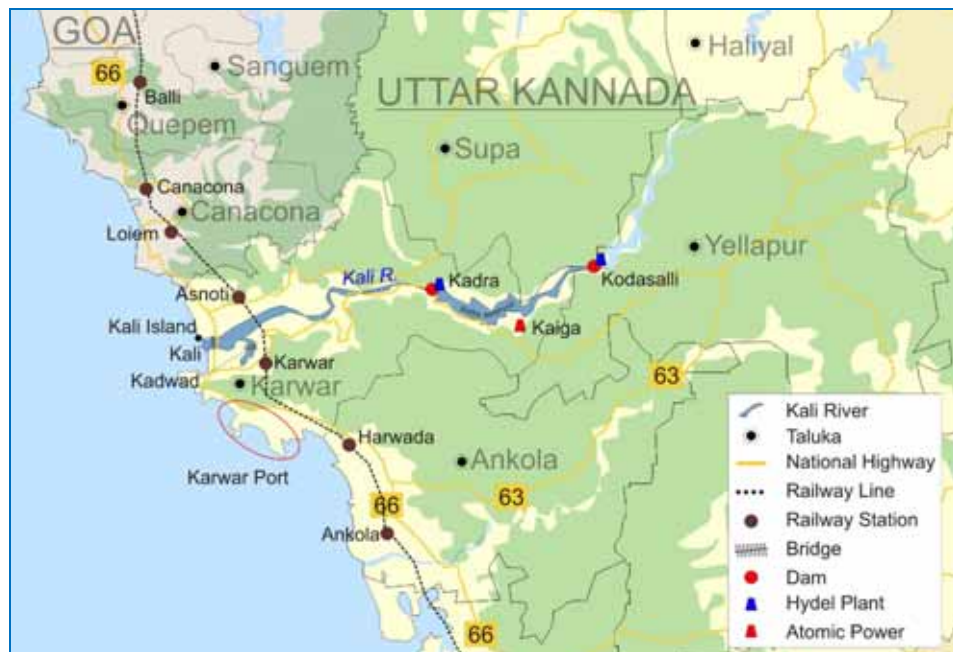 GOA
66
Balli
Quepem
Sanguem
Haliyal
UTTAR KANNADA
Supa
Canacona
Canacona
Loiem
Yellapur
Kali R.
Kadra
Kodasalli
Asnoti
Kali Island
Kali
Kaiga
Karwar
Kadwad
Karwar
63
Harwada
Karwar Port
Ankola
63
66
Ankola
66
Kali River
Taluka
National Highway
Railway Line
Railway Station
Bridge
Dam
Hydel Plant
Atomic Power